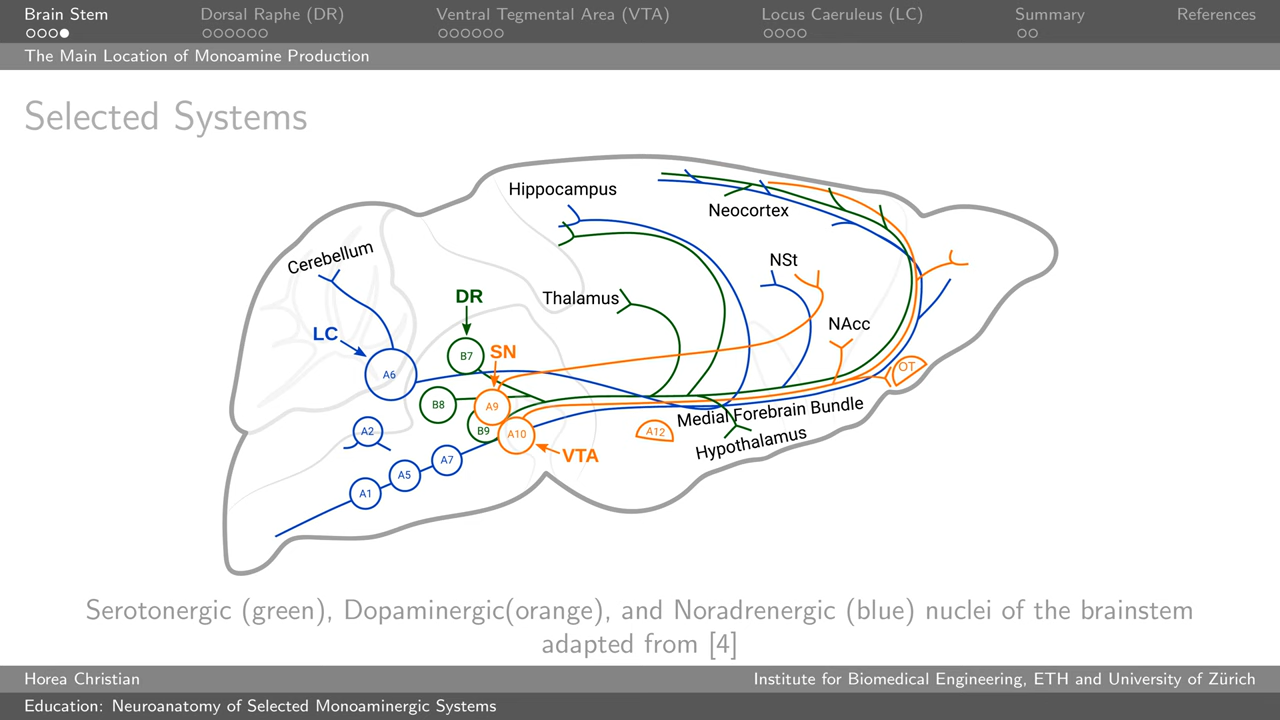 Brain Stem
Dorsal Raphe (DR)
Ventral Tegmental Area (VTA)
Locus Caeruleus (LC)
Summary
References
The Main Location of Monoamine Production
Selected Systems
Hippocampus
Neocortex
Cerebellum
NSt
DR
Thalamus
LC
NAcc
SN
B7
A6
OT
B8
A9
A2
B9
A10
A12
Medial Forebrain Bundle
Hypothalamus
VTA
A7
A5
A1
Serotonergic (green), Dopaminergic(orange), and Noradrenergic (blue) nuclei of the brainstem
adapted from [4]
Horea Christian
Institute for Biomedical Engineering, ETH and University of Zürich
Education: Neuroanatomy of Selected Monoaminergic Systems